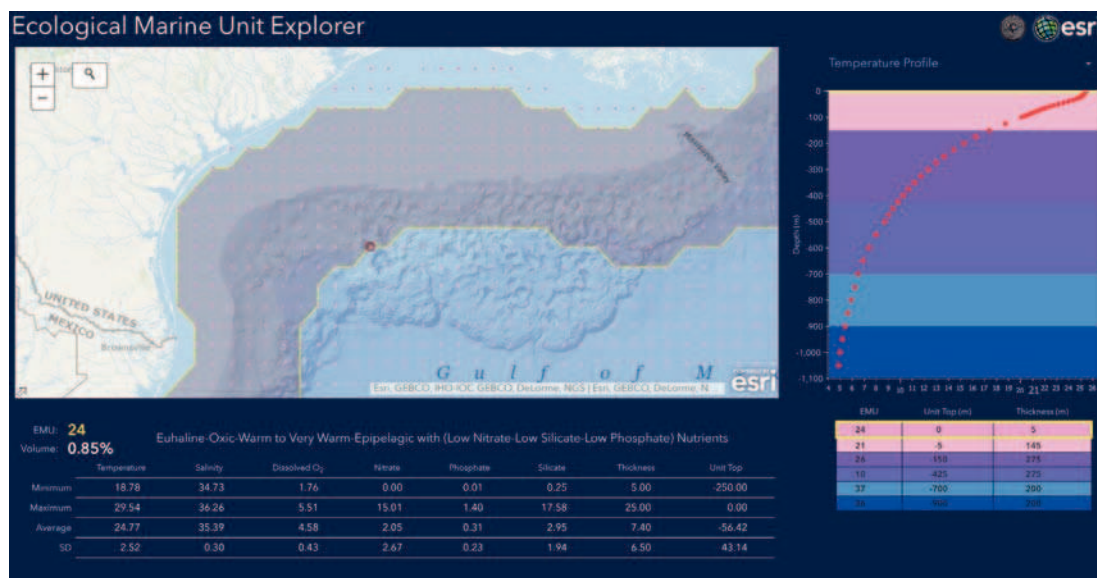 Ecological Marine Unit Explorer
esri
+
−
Mississippi Valley
UNITED STATES
MEXICO
Brownsville
Gulf of M
Esri, GEBCO, IHO-IOC GEBCO, DeLorme, NGS | Esri, GEBCO, DeLorme, N...
POWERED BY
esri
Temperature Profile
Depth (m)
0
-100
-200
-300
-400
-500
-600
-700
-800
-900
-1,000
-1,100
4 5 6 7 8 9 10 11 12 13 14 15 16 17 18 19 20 21 22 23 24 25 26
EMU: 24
Volume: 0.85%
Euhaline-Oxic-Warm to Very Warm-Epipelagic with (Low Nitrate-Low Silicate-Low Phosphate) Nutrients
Temperature Salinity Dissolved O₂ Nitrate Phosphate Silicate Thickness Unit Top
Minimum 18.78 34.73 1.76 0.00 0.01 0.25 5.00 -250.00
Maximum 29.54 36.26 5.51 15.01 1.40 17.58 25.00 0.00
Average 24.77 35.39 4.58 2.05 0.31 2.95 7.40 -56.42
SD 2.52 0.30 0.43 2.67 0.23 1.94 6.50 43.14
EMU Unit Top (m) Thickness (m)
24 0 5
21 -5 145
26 -150 275
10 -425 275
37 -700 200